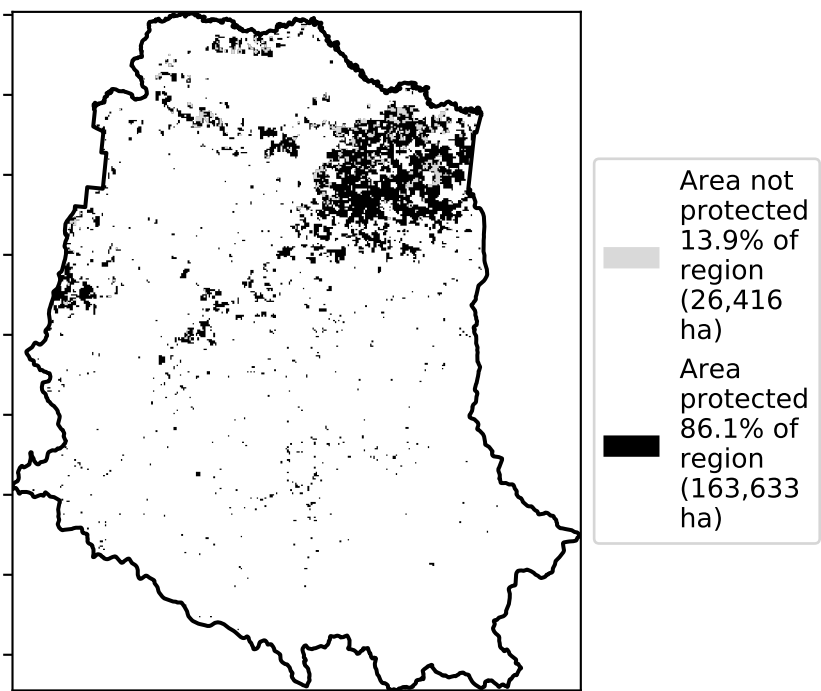 Area not
protected
13.9% of
region
(26,416
ha)
Area
protected
86.1% of
region
(163,633
ha)